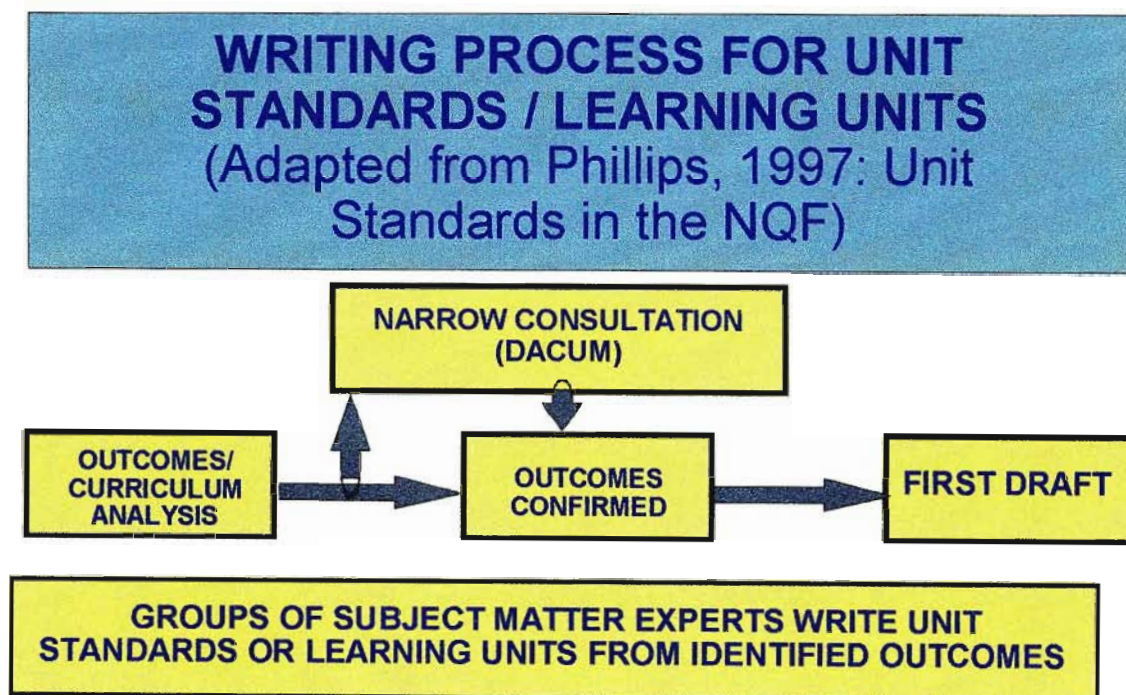 WRITING PROCESS FOR UNIT
STANDARDS / LEARNING UNITS
(Adapted from Phillips, 1997: Unit
Standards in the NQF)
NARROW CONSULTATION
(DACUM)
OUTCOMES/
CURRICULUM
ANALYSIS
OUTCOMES
CONFIRMED
FIRST DRAFT
GROUPS OF SUBJECT MATTER EXPERTS WRITE UNIT
STANDARDS OR LEARNING UNITS FROM IDENTIFIED OUTCOMES